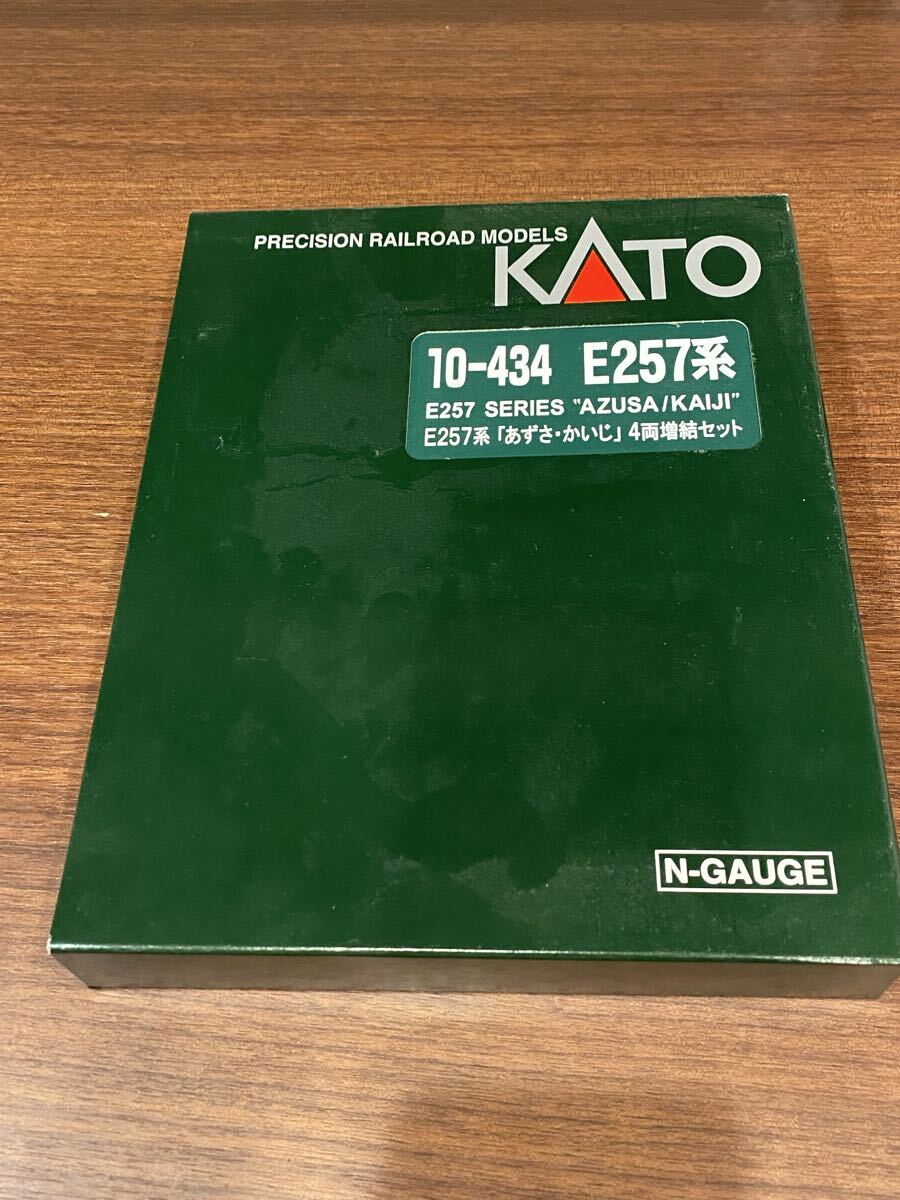 PRECISION RAILROAD MODELS
KATO
10-434 E257系
E257 SERIES "AZUSA/KAIJI"
E257系「あずさ・かいじ」4両増結セット
N-GAUGE